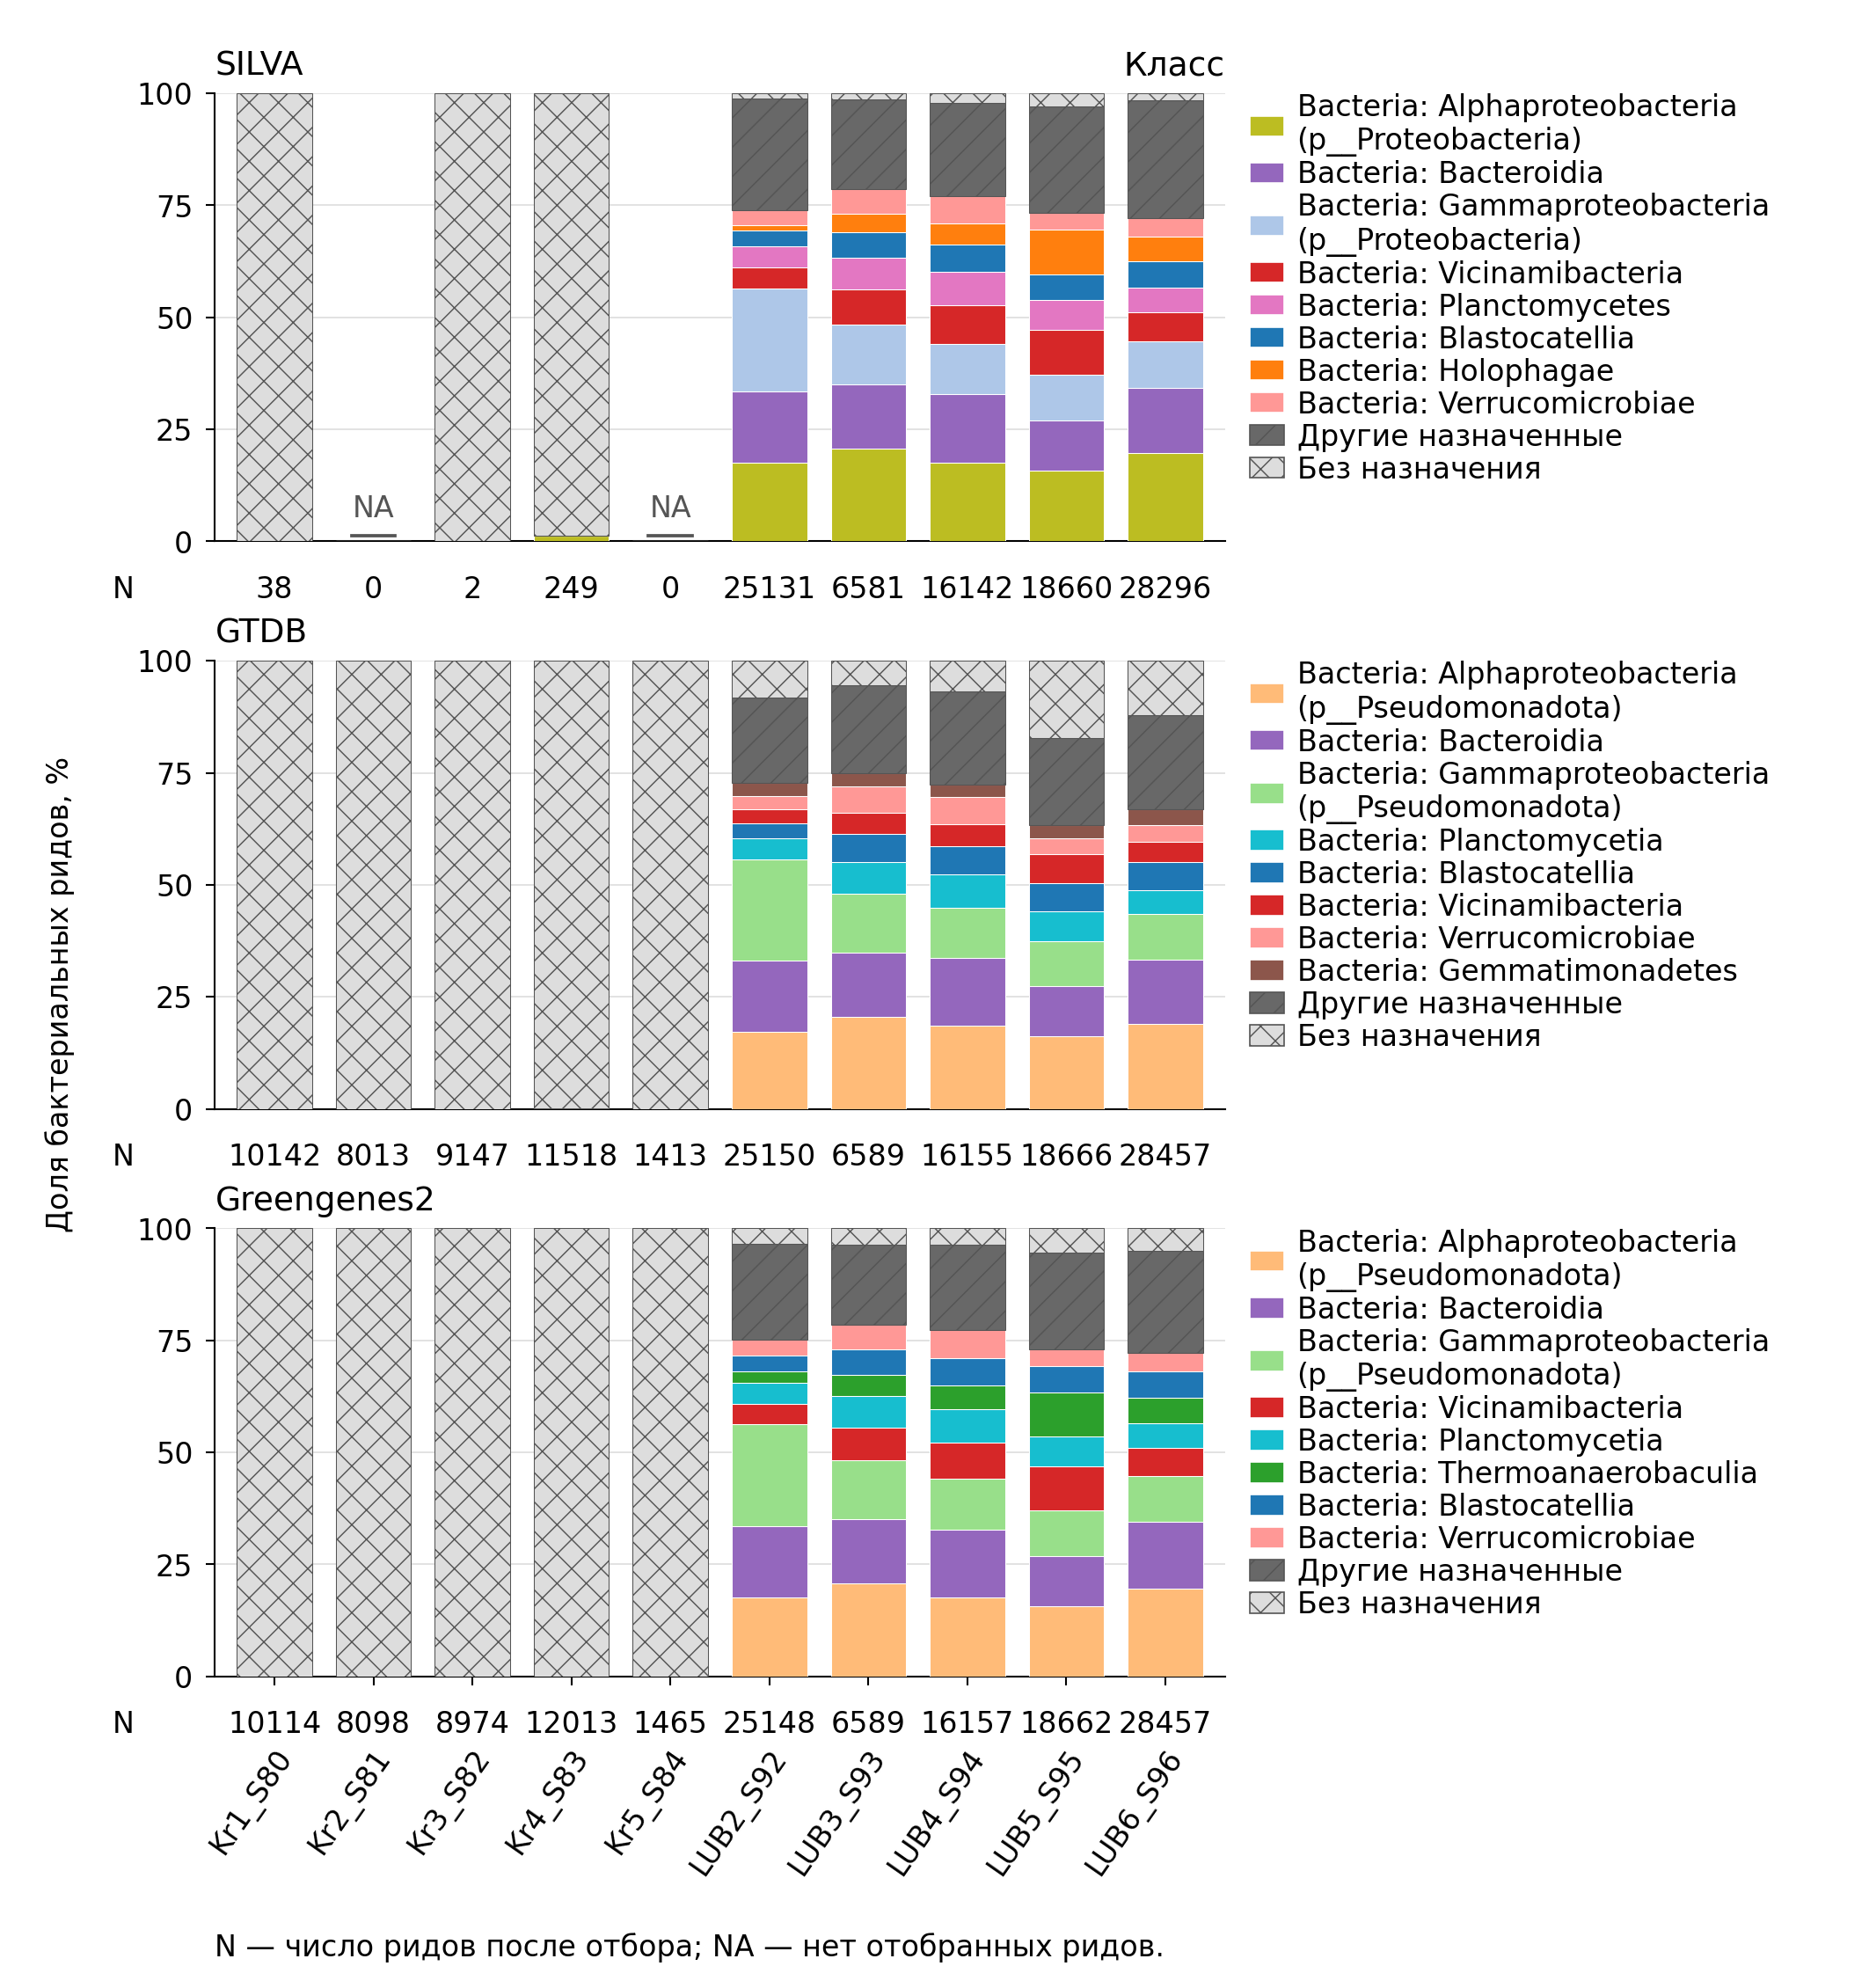 SILVA
Класс
100
75
50
25
0
NA
NA
Bacteria: Alphaproteobacteria
(p__Proteobacteria)
Bacteria: Bacteroidia
Bacteria: Gammaproteobacteria
(p__Proteobacteria)
Bacteria: Vicinamibacteria
Bacteria: Planctomycetes
Bacteria: Blastocatellia
Bacteria: Holophagae
Bacteria: Verrucomicrobiae
Другие назначенные
Без назначения
N 38 0 2 249 0 25131 6581 16142 18660 28296
GTDB
100
75
50
25
0
Bacteria: Alphaproteobacteria
(p__Pseudomonadota)
Bacteria: Bacteroidia
Bacteria: Gammaproteobacteria
(p__Pseudomonadota)
Bacteria: Planctomycetia
Bacteria: Blastocatellia
Bacteria: Vicinamibacteria
Bacteria: Verrucomicrobiae
Bacteria: Gemmatimonadetes
Другие назначенные
Без назначения
Доля бактериальных ридов, %
N 10142 8013 9147 11518 1413 25150 6589 16155 18666 28457
Greengenes2
100
75
50
25
0
Bacteria: Alphaproteobacteria
(p__Pseudomonadota)
Bacteria: Bacteroidia
Bacteria: Gammaproteobacteria
(p__Pseudomonadota)
Bacteria: Vicinamibacteria
Bacteria: Planctomycetia
Bacteria: Thermoanaerobaculia
Bacteria: Blastocatellia
Bacteria: Verrucomicrobiae
Другие назначенные
Без назначения
N 10114 8098 8974 12013 1465 25148 6589 16157 18662 28457
Kr1_S80
Kr2_S81
Kr3_S82
Kr4_S83
Kr5_S84
LUB2_S92
LUB3_S93
LUB4_S94
LUB5_S95
LUB6_S96
N — число ридов после отбора; NA — нет отобранных ридов.